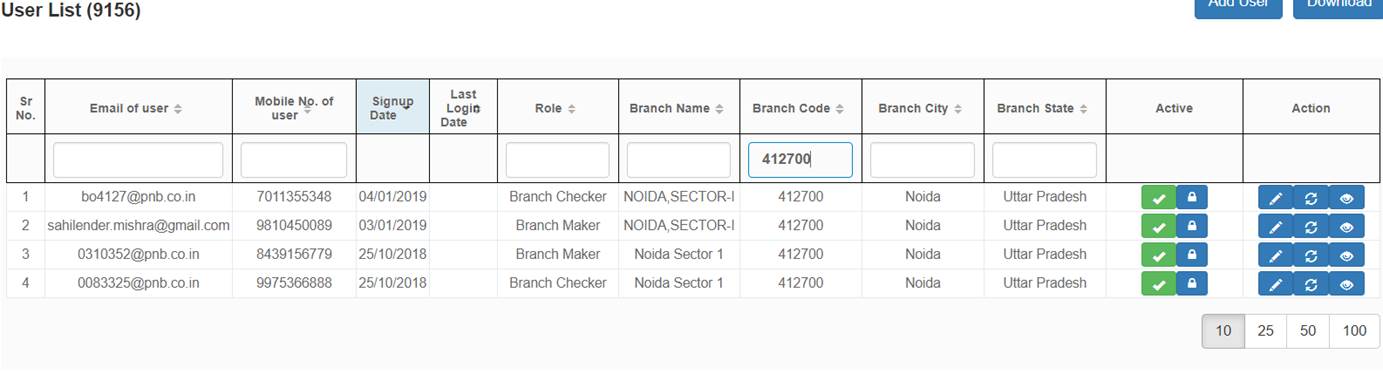 User List (9156)
Add User Download
Sr No. Email of user Mobile No. of user Signup Date Last Login Date Role Branch Name Branch Code Branch City Branch State Active Action
412700
1 bo4127@pnb.co.in 7011355348 04/01/2019 Branch Checker NOIDA,SECTOR-I 412700 Noida Uttar Pradesh
2 sahilender.mishra@gmail.com 9810450089 03/01/2019 Branch Maker NOIDA,SECTOR-I 412700 Noida Uttar Pradesh
3 0310352@pnb.co.in 8439156779 25/10/2018 Branch Maker Noida Sector 1 412700 Noida Uttar Pradesh
4 0083325@pnb.co.in 9975366888 25/10/2018 Branch Checker Noida Sector 1 412700 Noida Uttar Pradesh
10 25 50 100